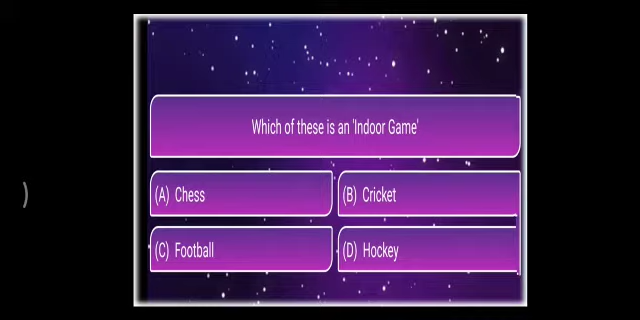 Which of these is an 'Indoor Game'
(A) Chess
(B) Cricket
(C) Football
(D) Hockey